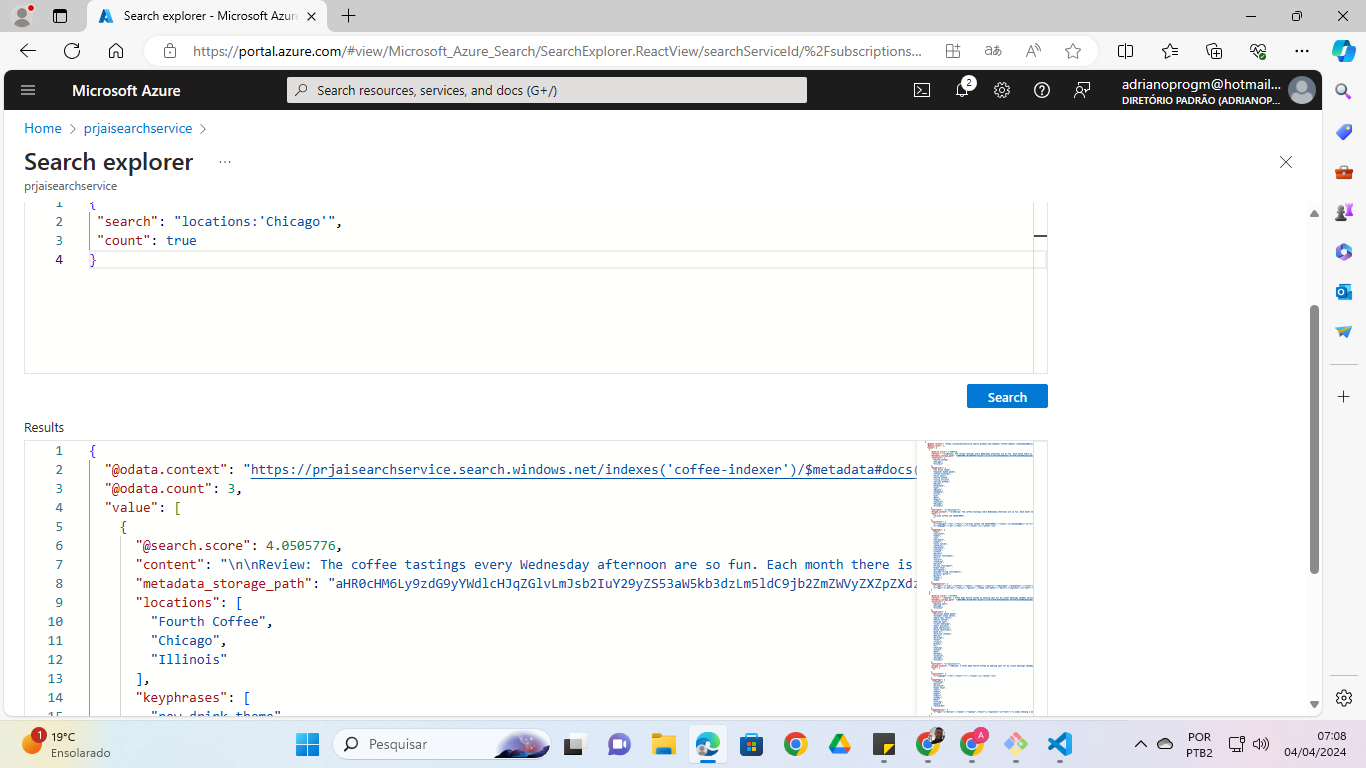 Search explorer - Microsoft Azure
https://portal.azure.com/#view/Microsoft_Azure_Search/SearchExplorer.ReactView/searchServiceId/%2Fsubscriptions...
Microsoft Azure
Search resources, services, and docs (G+/)
2
adrianoprogm@hotmail...
DIRETÓRIO PADRÃO (ADRIANOP...
Home > prjaisearchservice >
Search explorer ...
prjaisearchservice
1 {
2 "search": "locations:'Chicago'",
3 "count": true
4 }
Search
Results
1 {
2 "@odata.context": "https://prjaisearchservice.search.windows.net/indexes('coffee-indexer')/$metadata#docs(
3 "@odata.count": 3,
4 "value": [
5 {
6 "@search.score": 4.0505776,
7 "content": "\n\nReview: The coffee tastings every Wednesday afternoon are so fun. Each month there is
8 "metadata_storage_path":
9 "locations": [
10 "Fourth Coffee",
11 "Chicago",
12 "Illinois"
13 ],
14 "keyphrases": [
15 "new drink theme"
1
19°C
Ensolarado
Pesquisar
A
POR
PTB2
07:08
04/04/2024